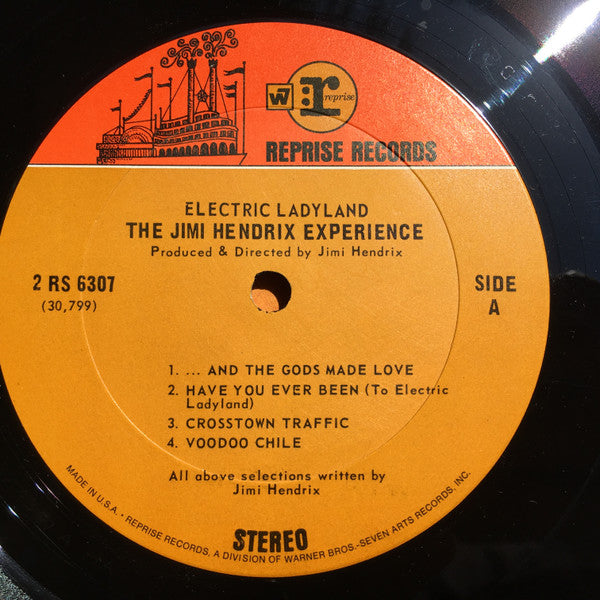 W7 r: reprise
REPRISE RECORDS
ELECTRIC LADYLAND
THE JIMI HENDRIX EXPERIENCE
Produced & Directed by Jimi Hendrix
2 RS 6307
(30,799)
SIDE
A
1. ... AND THE GODS MADE LOVE
2. HAVE YOU EVER BEEN (To Electric
Ladyland)
3. CROSSTOWN TRAFFIC
4. VOODOO CHILE
All above selections written by
Jimi Hendrix
STEREO
MADE IN U.S.A. • REPRISE RECORDS, A DIVISION OF WARNER BROS.-SEVEN ARTS RECORDS, INC.